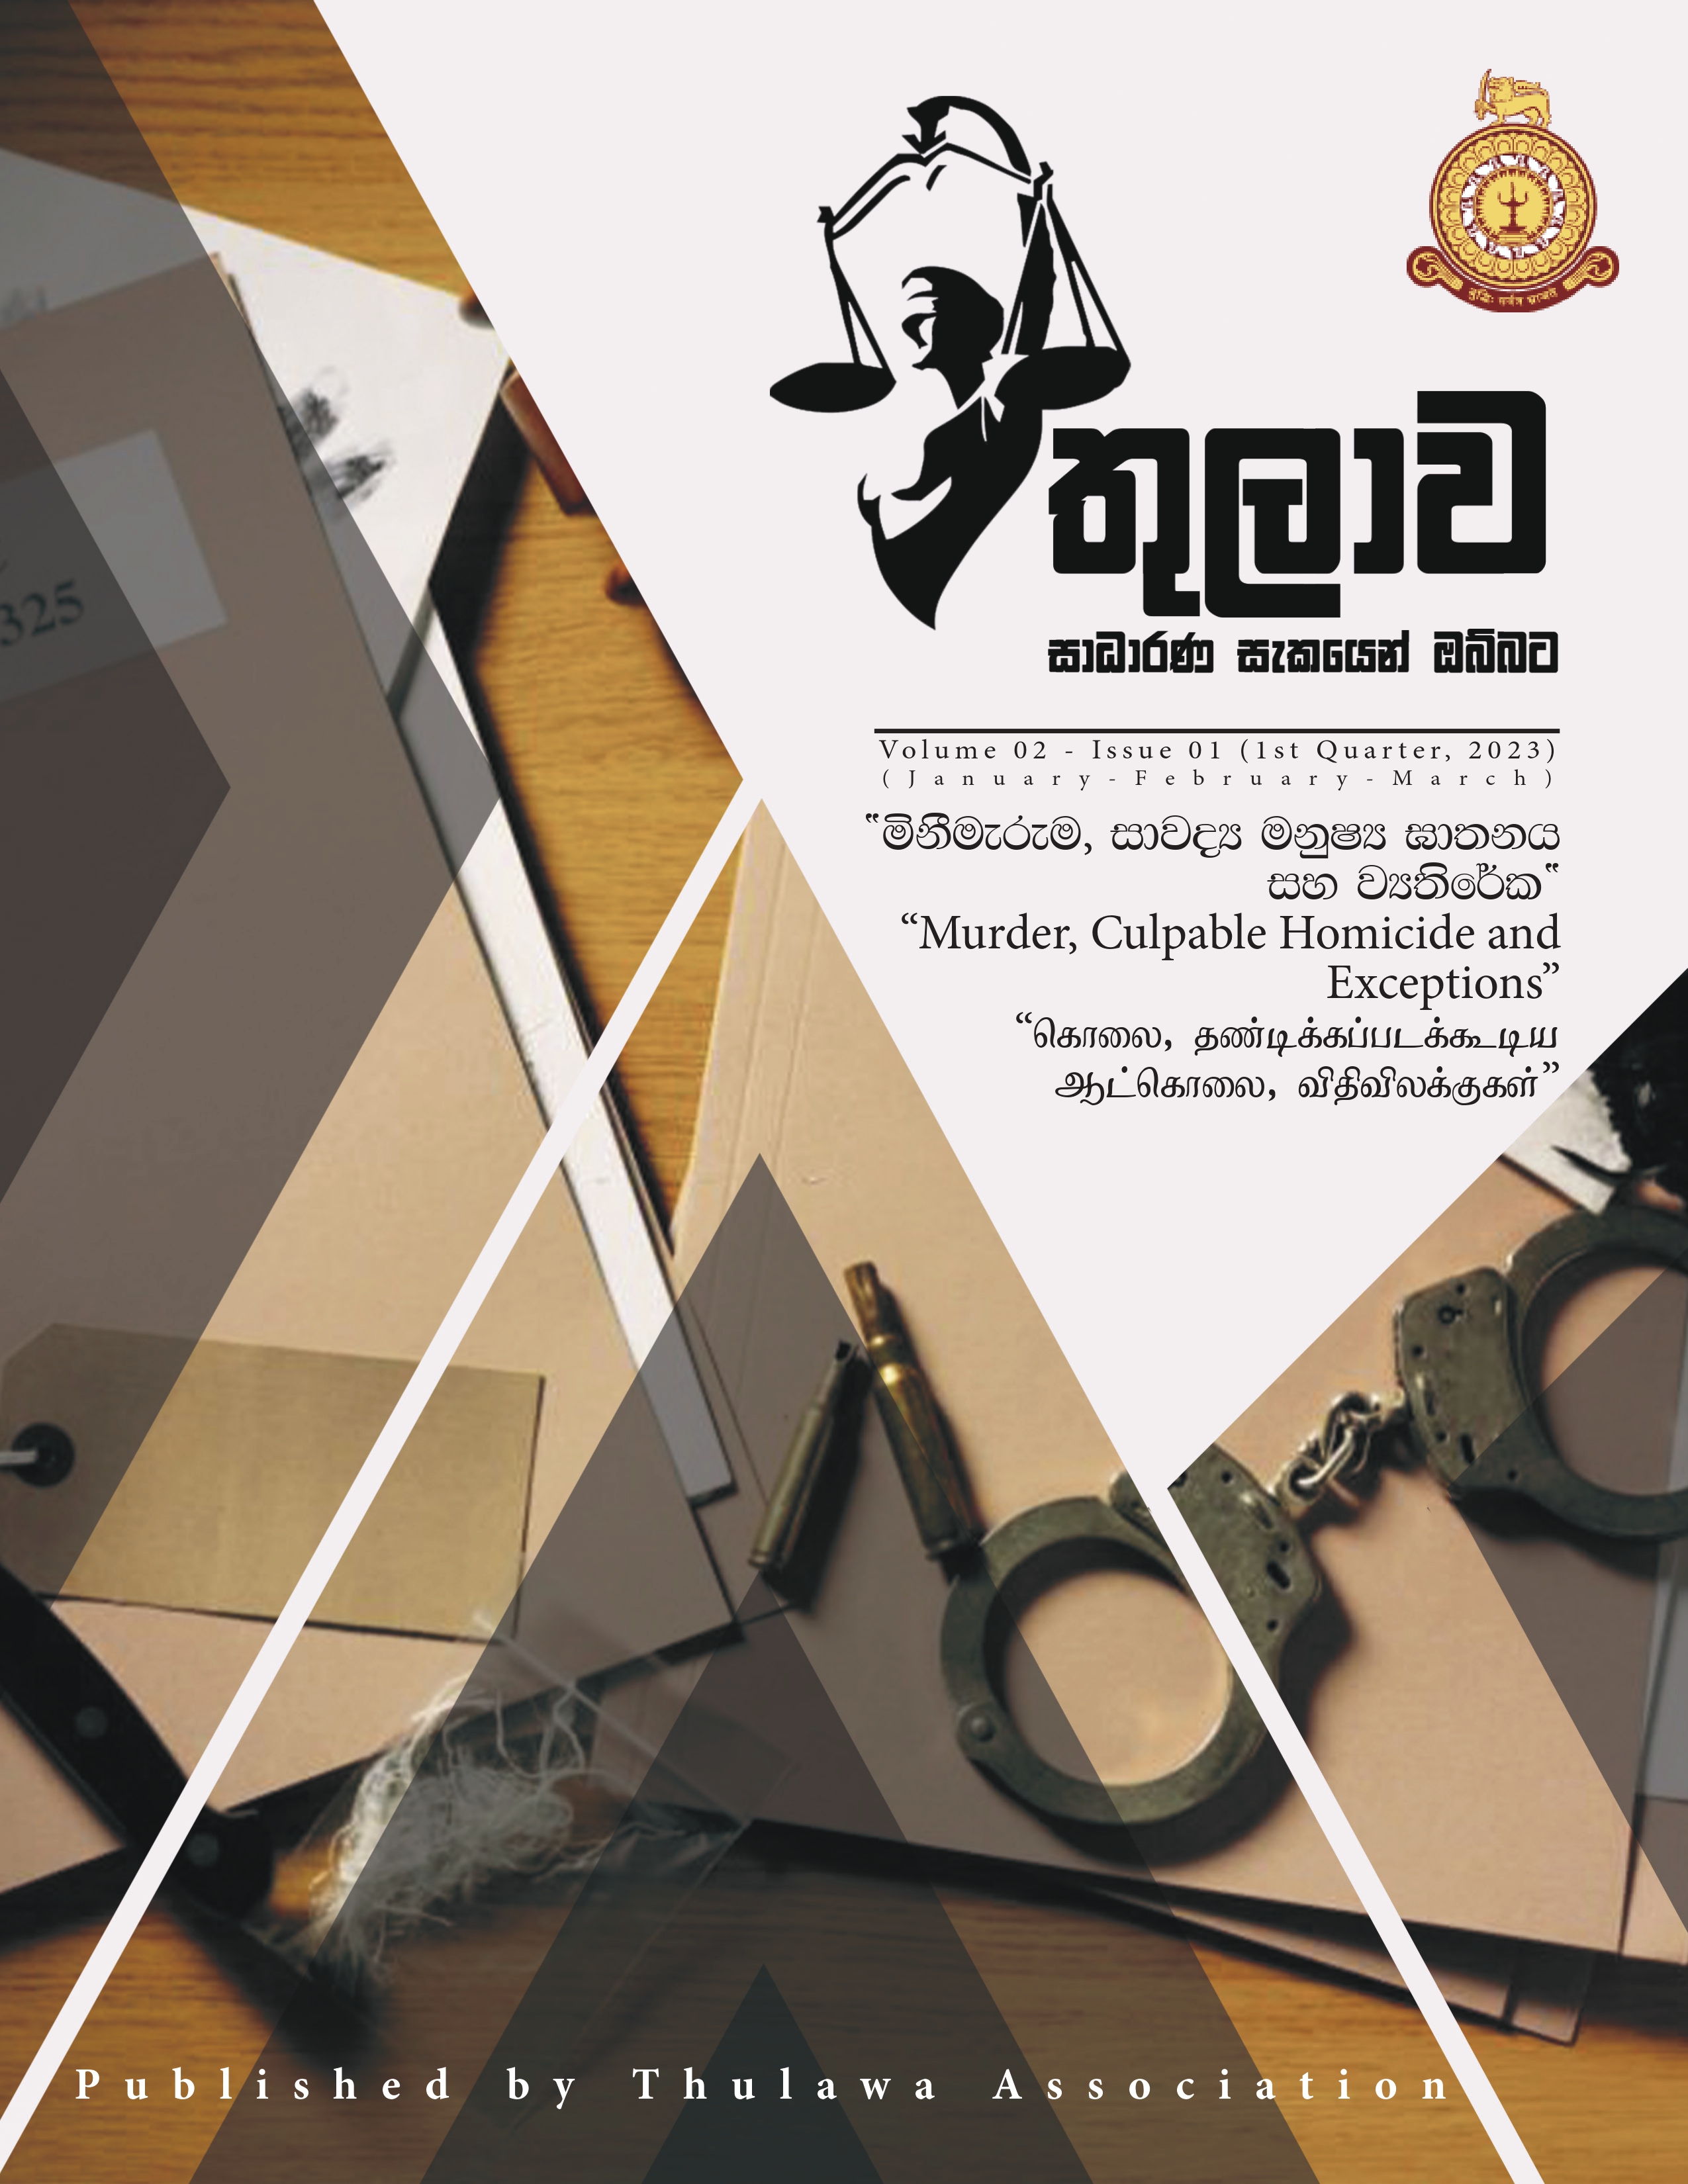 තුලාව
සාධාරණ සැකයෙන් ඔබ්බට
Volume 02 - Issue 01 (1st Quarter, 2023)
(January-February-March)
"මිනීමැරුම, සාවද්‍ය මනුෂ්‍ය ඝාතනය
සහ ව්‍යතිරේක"
“Murder, Culpable Homicide and
Exceptions”
“கொலை, தண்டிக்கப்படக்கூடிய
ஆட்கொலை, விதிவிலக்குகள்”
325
Published by Thulawa Association